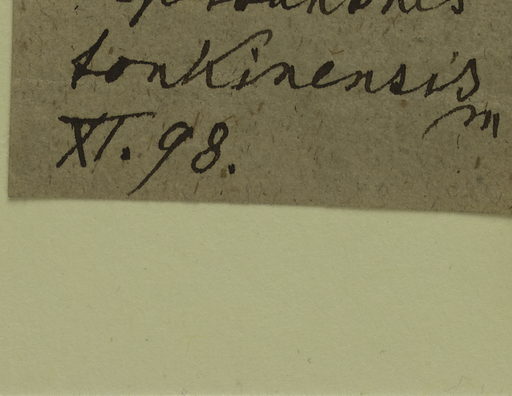 tonkinensis
m
XI. 98.